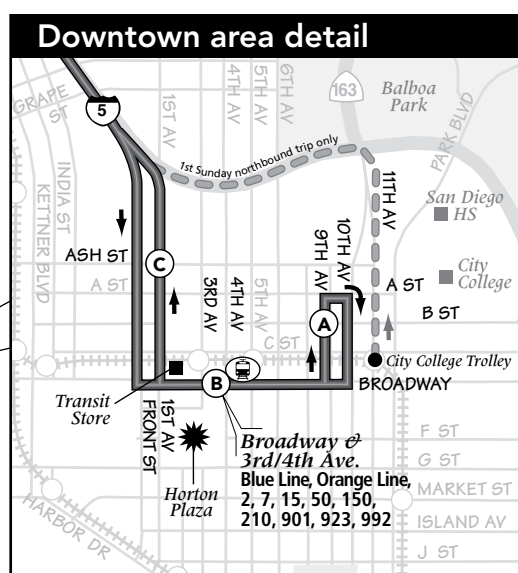 Downtown area detail
GRAPE
ST
5
1ST AV
4TH AV
5TH AV
6TH AV
163
Balboa
Park
PARK BLVD
1st Sunday northbound trip only
INDIA ST
KETTNER BLVD
11TH AV
San Diego
HS
ASH ST
C
10TH AV
9TH AV
A ST
3RD AV
4TH AV
5TH AV
A ST
City
College
B ST
A
C ST
City College Trolley
B
BROADWAY
Transit
Store
1ST AV
FRONT ST
Horton
Plaza
Broadway &
3rd/4th Ave.
Blue Line, Orange Line,
2, 7, 15, 50, 150,
210, 901, 923, 992
F ST
G ST
MARKET ST
ISLAND AV
J ST
HARBOR DR